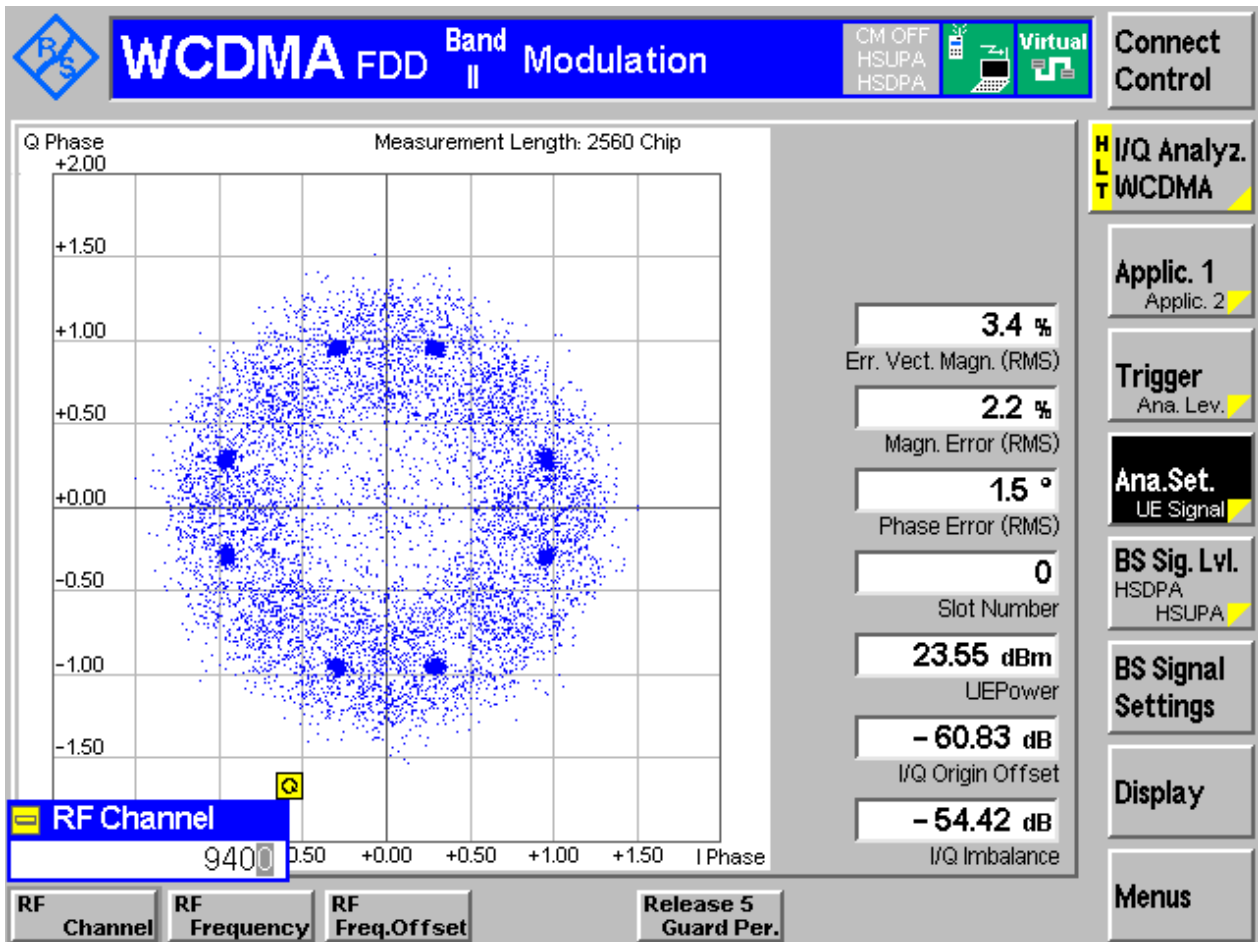 R&S
WCDMA FDD Band II Modulation
CM OFF
HSUPA
HSDPA
Virtual
Connect Control
Q Phase
Measurement Length: 2560 Chip
+2.00
+1.50
+1.00
+0.50
+0.00
-0.50
-1.00
-1.50
Q
RF Channel
9400
0.50 +0.00 +0.50 +1.00 +1.50 I Phase
3.4 %
Err. Vect. Magn. (RMS)
2.2 %
Magn. Error (RMS)
1.5 °
Phase Error (RMS)
0
Slot Number
23.55 dBm
UEPower
- 60.83 dB
I/Q Origin Offset
- 54.42 dB
I/Q Imbalance
HLT
I/Q Analyz.
WCDMA
Applic. 1
Applic. 2
Trigger
Ana. Lev.
Ana.Set.
UE Signal
BS Sig. Lvl.
HSDPA
HSUPA
BS Signal
Settings
Display
Menus
RF
Channel
RF
Frequency
RF
Freq.Offset
Release 5
Guard Per.